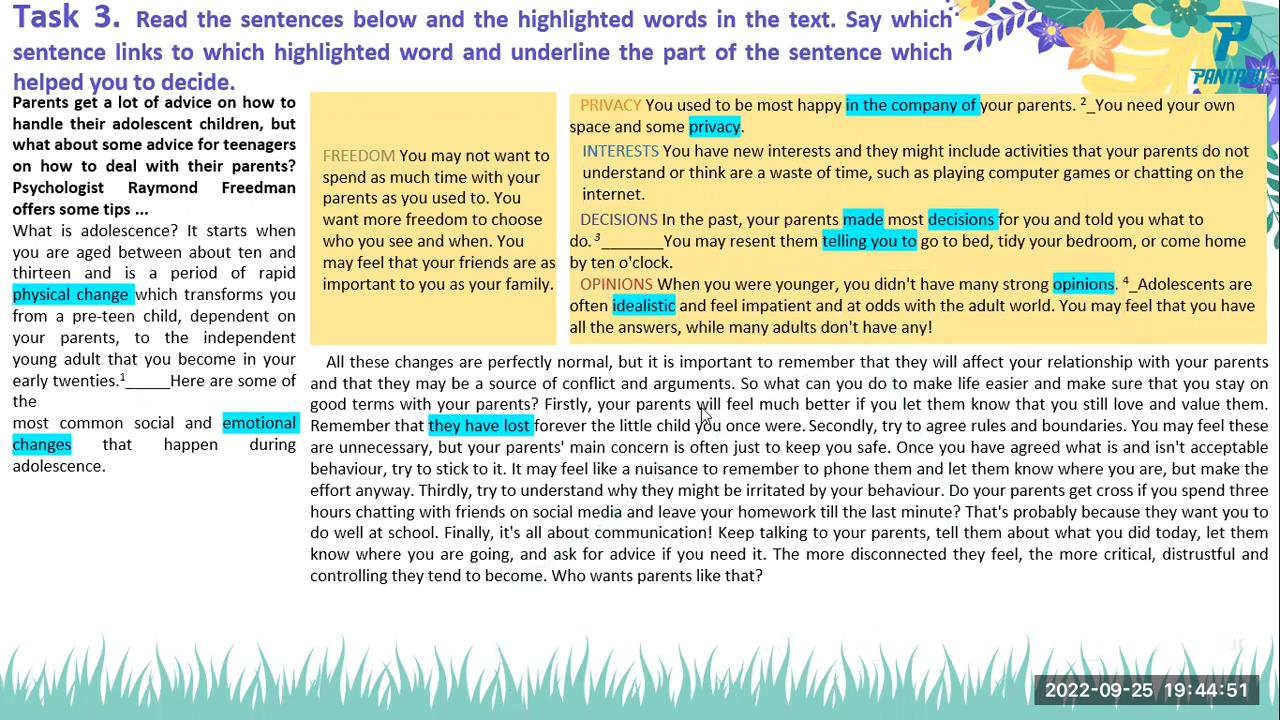 Task 3. Read the sentences below and the highlighted words in the text. Say which
sentence links to which highlighted word and underline the part of the sentence which
helped you to decide.
PANTADU
Parents get a lot of advice on how to
handle their adolescent children, but
what about some advice for teenagers
on how to deal with their parents?
Psychologist Raymond Freedman
offers some tips ...
What is adolescence? It starts when
you are aged between about ten and
thirteen and is a period of rapid
physical change which transforms you
from a pre-teen child, dependent on
your parents, to the independent
young adult that you become in your
early twenties.¹_____Here are some of
the
most common social and emotional
changes that happen during
adolescence.
FREEDOM You may not want to
spend as much time with your
parents as you used to. You
want more freedom to choose
who you see and when. You
may feel that your friends are as
important to you as your family.
PRIVACY You used to be most happy in the company of your parents. ²_You need your own
space and some privacy.
INTERESTS You have new interests and they might include activities that your parents do not
understand or think are a waste of time, such as playing computer games or chatting on the
internet.
DECISIONS In the past, your parents made most decisions for you and told you what to
do.³_______You may resent them telling you to go to bed, tidy your bedroom, or come home
by ten o'clock.
OPINIONS When you were younger, you didn't have many strong opinions. ⁴_Adolescents are
often idealistic and feel impatient and at odds with the adult world. You may feel that you have
all the answers, while many adults don't have any!
All these changes are perfectly normal, but it is important to remember that they will affect your relationship with your parents
and that they may be a source of conflict and arguments. So what can you do to make life easier and make sure that you stay on
good terms with your parents? Firstly, your parents will feel much better if you let them know that you still love and value them.
Remember that they have lost forever the little child you once were. Secondly, try to agree rules and boundaries. You may feel these
are unnecessary, but your parents' main concern is often just to keep you safe. Once you have agreed what is and isn't acceptable
behaviour, try to stick to it. It may feel like a nuisance to remember to phone them and let them know where you are, but make the
effort anyway. Thirdly, try to understand why they might be irritated by your behaviour. Do your parents get cross if you spend three
hours chatting with friends on social media and leave your homework till the last minute? That's probably because they want you to
do well at school. Finally, it's all about communication! Keep talking to your parents, tell them about what you did today, let them
know where you are going, and ask for advice if you need it. The more disconnected they feel, the more critical, distrustful and
controlling they tend to become. Who wants parents like that?
2022-09-25 19:44:51